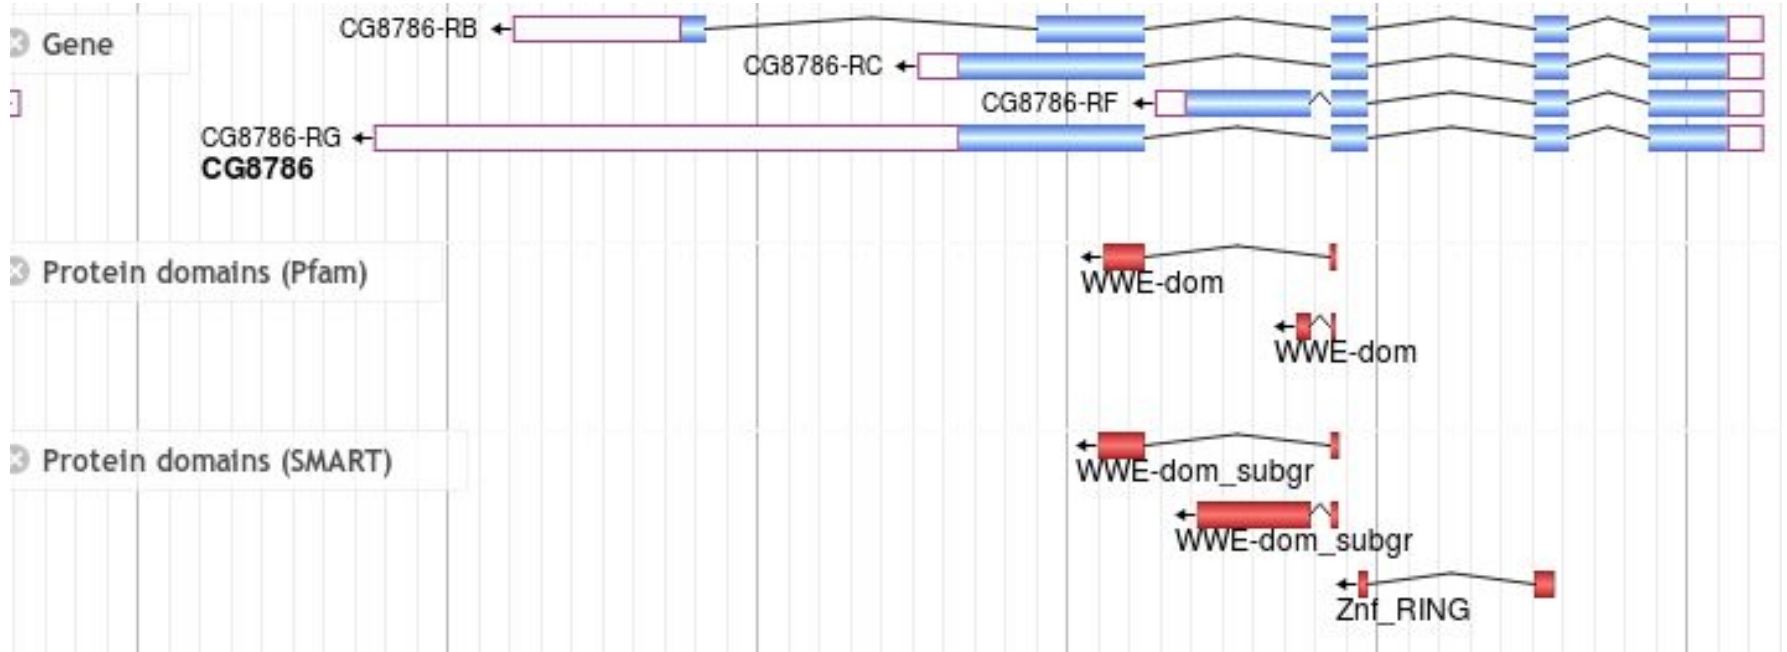 CG8786-RB
Gene
CG8786-RC
CG8786-RF
CG8786-RG
CG8786
Protein domains (Pfam)
WWE-dom
WWE-dom
Protein domains (SMART)
WWE-dom_subgr
WWE-dom_subgr
Znf_RING